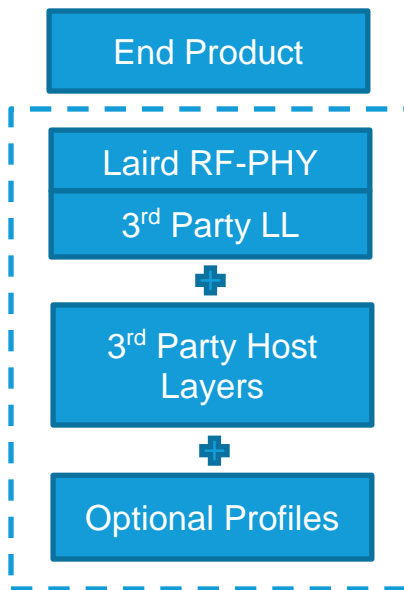 End Product
Laird RF-PHY
3rd Party LL
3rd Party Host
Layers
Optional Profiles